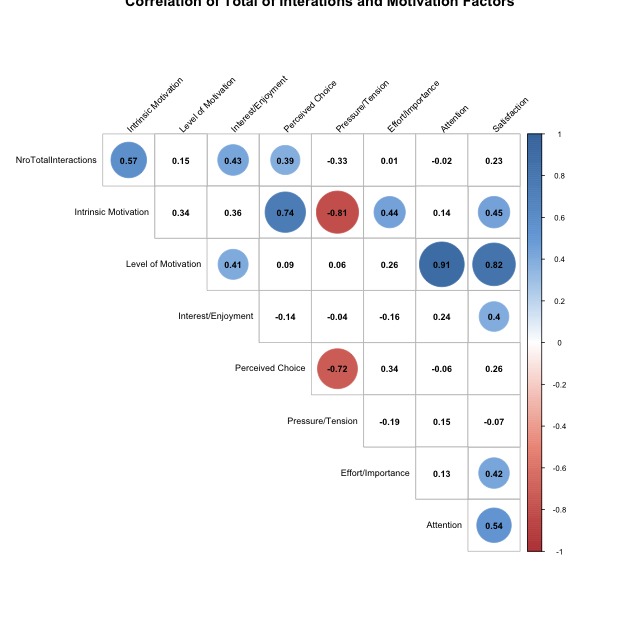 Correlation of Total of Interations and Motivation Factors
Intrinsic Motivation
Level of Motivation
Interest/Enjoyment
Perceived Choice
Pressure/Tension
Effort/Importance
Attention
Satisfaction
NroTotalInteractions 0.57 0.15 0.43 0.39 -0.33 0.01 -0.02 0.23
Intrinsic Motivation 0.34 0.36 0.74 -0.81 0.44 0.14 0.45
Level of Motivation 0.41 0.09 0.06 0.26 0.91 0.82
Interest/Enjoyment -0.14 -0.04 -0.16 0.24 0.4
Perceived Choice -0.72 0.34 -0.06 0.26
Pressure/Tension -0.19 0.15 -0.07
Effort/Importance 0.13 0.42
Attention 0.54
1
0.8
0.6
0.4
0.2
0
-0.2
-0.4
-0.6
-0.8
-1